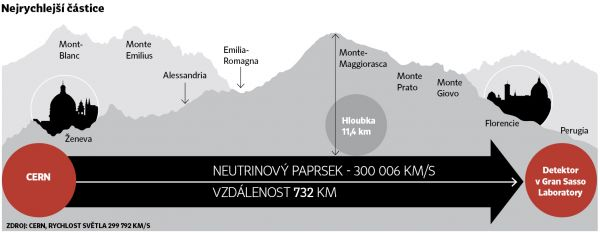 Nejrychlejší částice
Mont-
Blanc
Monte
Emilius
Alessandria
Emilia-
Romagna
Monte-
Maggiorasca
Monte
Prato
Monte
Giovo
Ženeva
Hloubka
11,4 km
Florencie
Perugia
CERN
NEUTRINOVÝ PAPRSEK - 300 006 KM/S
VZDÁLENOST 732 KM
Detektor
v Gran Sasso
Laboratory
ZDROJ: CERN, RYCHLOST SVĚTLA 299 792 KM/S